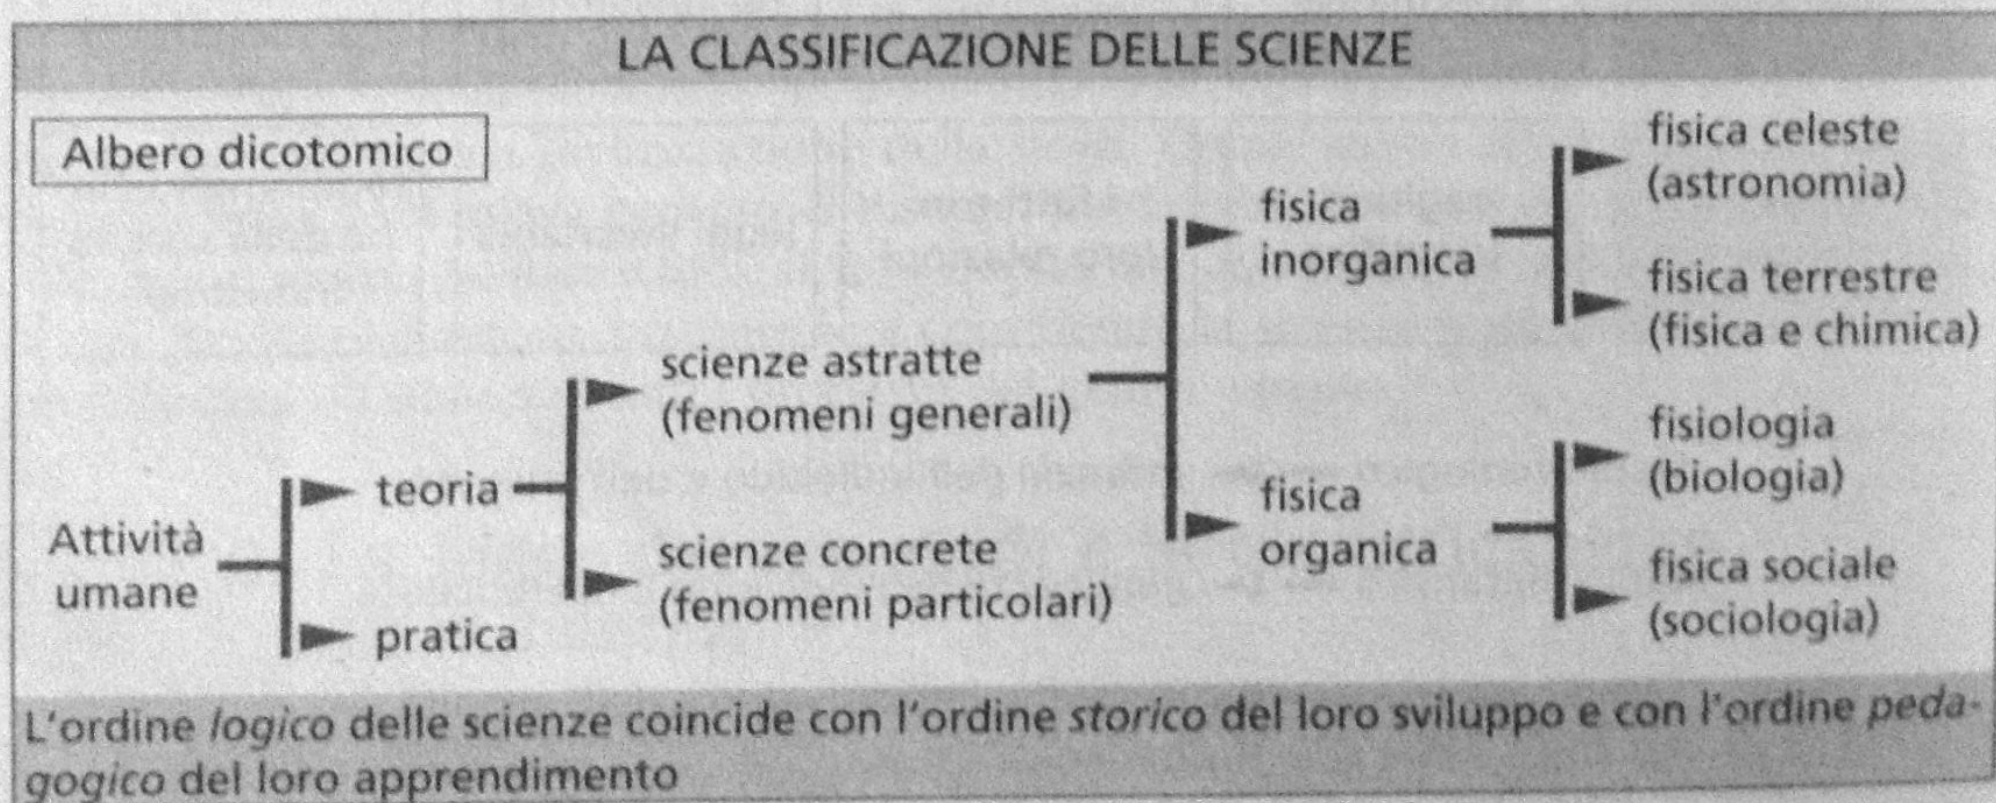 LA CLASSIFICAZIONE DELLE SCIENZE
Albero dicotomico
Attività
umane
teoria
pratica
scienze astratte
(fenomeni generali)
scienze concrete
(fenomeni particolari)
fisica
inorganica
fisica
organica
fisica celeste
(astronomia)
fisica terrestre
(fisica e chimica)
fisiologia
(biologia)
fisica sociale
(sociologia)
L'ordine logico delle scienze coincide con l'ordine storico del loro sviluppo e con l'ordine peda-
gogico del loro apprendimento